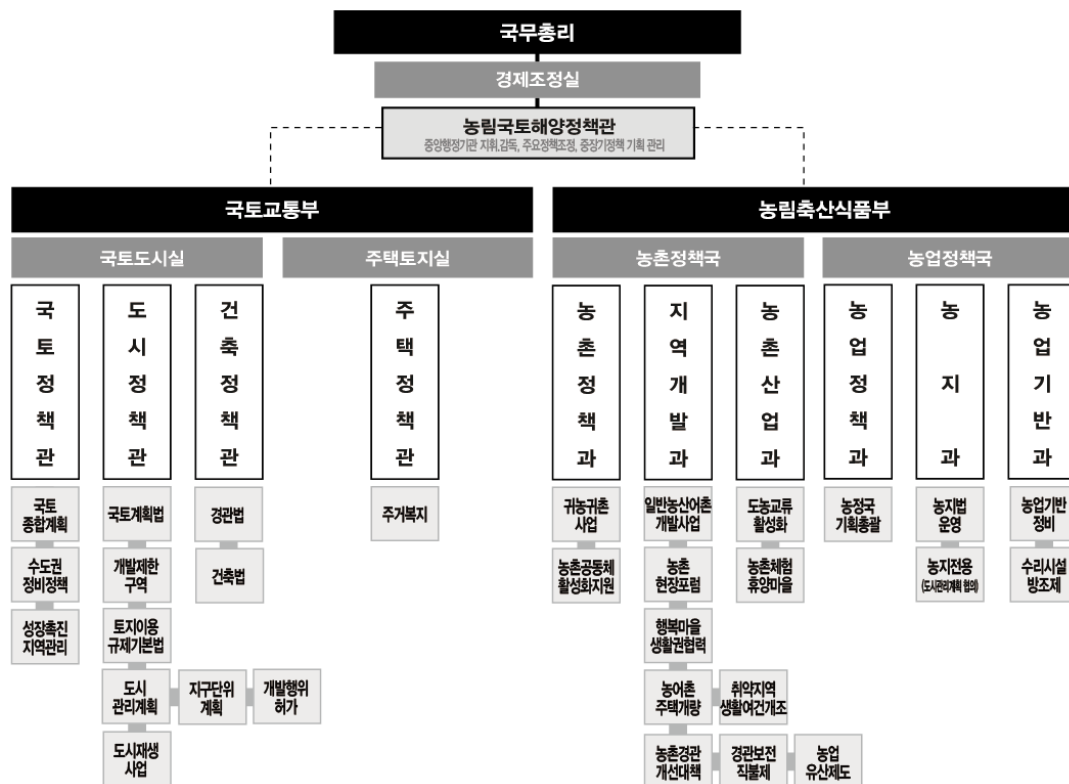 국무총리
경제조정실
농림국토해양정책관
중앙행정기관 지휘,감독, 주요정책조정, 중장기정책 기획 관리
국토교통부
농림축산식품부
국토도시실
주택토지실
농촌정책국
농업정책국
국토정책관
도시정책관
건축정책관
주택정책관
농촌정책과
지역개발과
농촌산업과
농업정책과
농지과
농업기반과
국토
종합계획
국토계획법
경관법
주거복지
귀농귀촌
사업
일반농산어촌
개발사업
도농교류
활성화
농정국
기획총괄
농지법
운영
농업기반
정비
수도권
정비정책
개발제한
구역
건축법
농촌공동체
활성화지원
농촌
현장포럼
농촌체험
휴양마을
농지전용
(도시관리계획 협의)
수리시설
방조제
성장촉진
지역관리
토지이용
규제기본법
행복마을
생활권협력
도시
관리계획
지구단위
계획
개발행위
허가
농어촌
주택개량
취약지역
생활여건개조
도시재생
사업
농촌경관
개선대책
경관보전
직불제
농업
유산제도